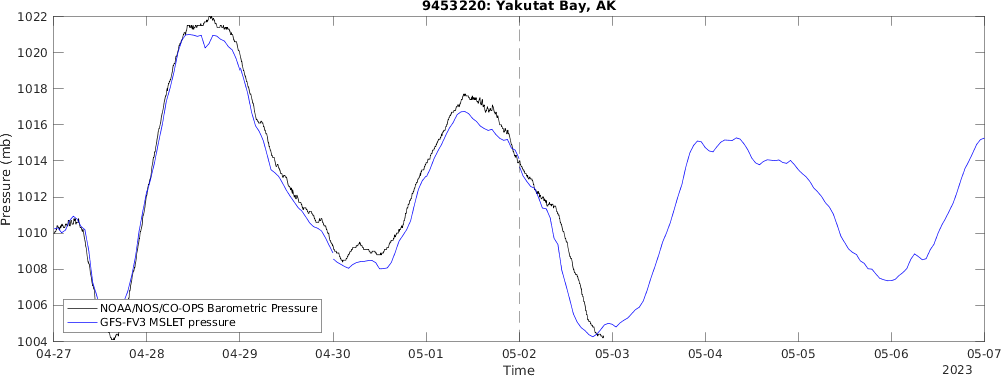 9453220: Yakutat Bay, AK
Pressure (mb)
1022
1020
1018
1016
1014
1012
1010
1008
1006
1004
NOAA/NOS/CO-OPS Barometric Pressure
GFS-FV3 MSLET pressure
04-27 04-28 04-29 04-30 05-01 05-02 05-03 05-04 05-05 05-06 05-07
Time
2023